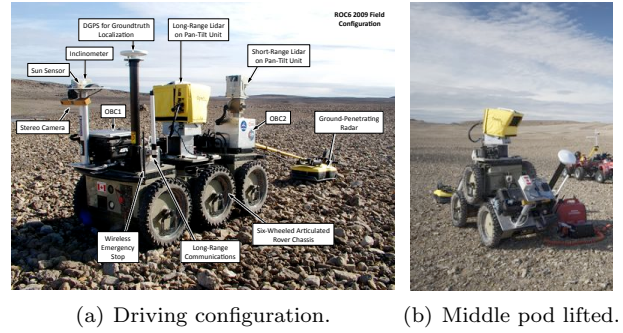 DGPS for Groundtruth
Localization
Long-Range Lidar
on Pan-Tilt Unit
ROC6 2009 Field
Configuration
Inclinometer
Short-Range Lidar
on Pan-Tilt Unit
Sun Sensor
OBC1
OBC2
Ground-Penetrating
Radar
Stereo Camera
Wireless
Emergency
Stop
Long-Range
Communications
Six-Wheeled Articulated
Rover Chassis
(a) Driving configuration.
(b) Middle pod lifted.